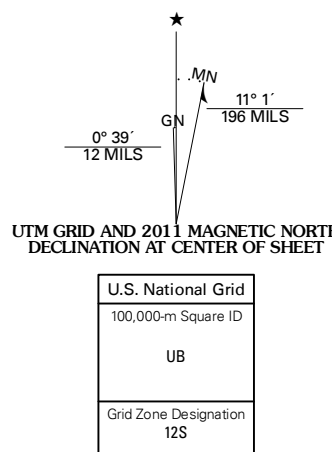 ★
MN
GN
11° 1´
196 MILS
0° 39´
12 MILS
UTM GRID AND 2011 MAGNETIC NORTH
DECLINATION AT CENTER OF SHEET
U.S. National Grid
100,000-m Square ID
UB
Grid Zone Designation
12S